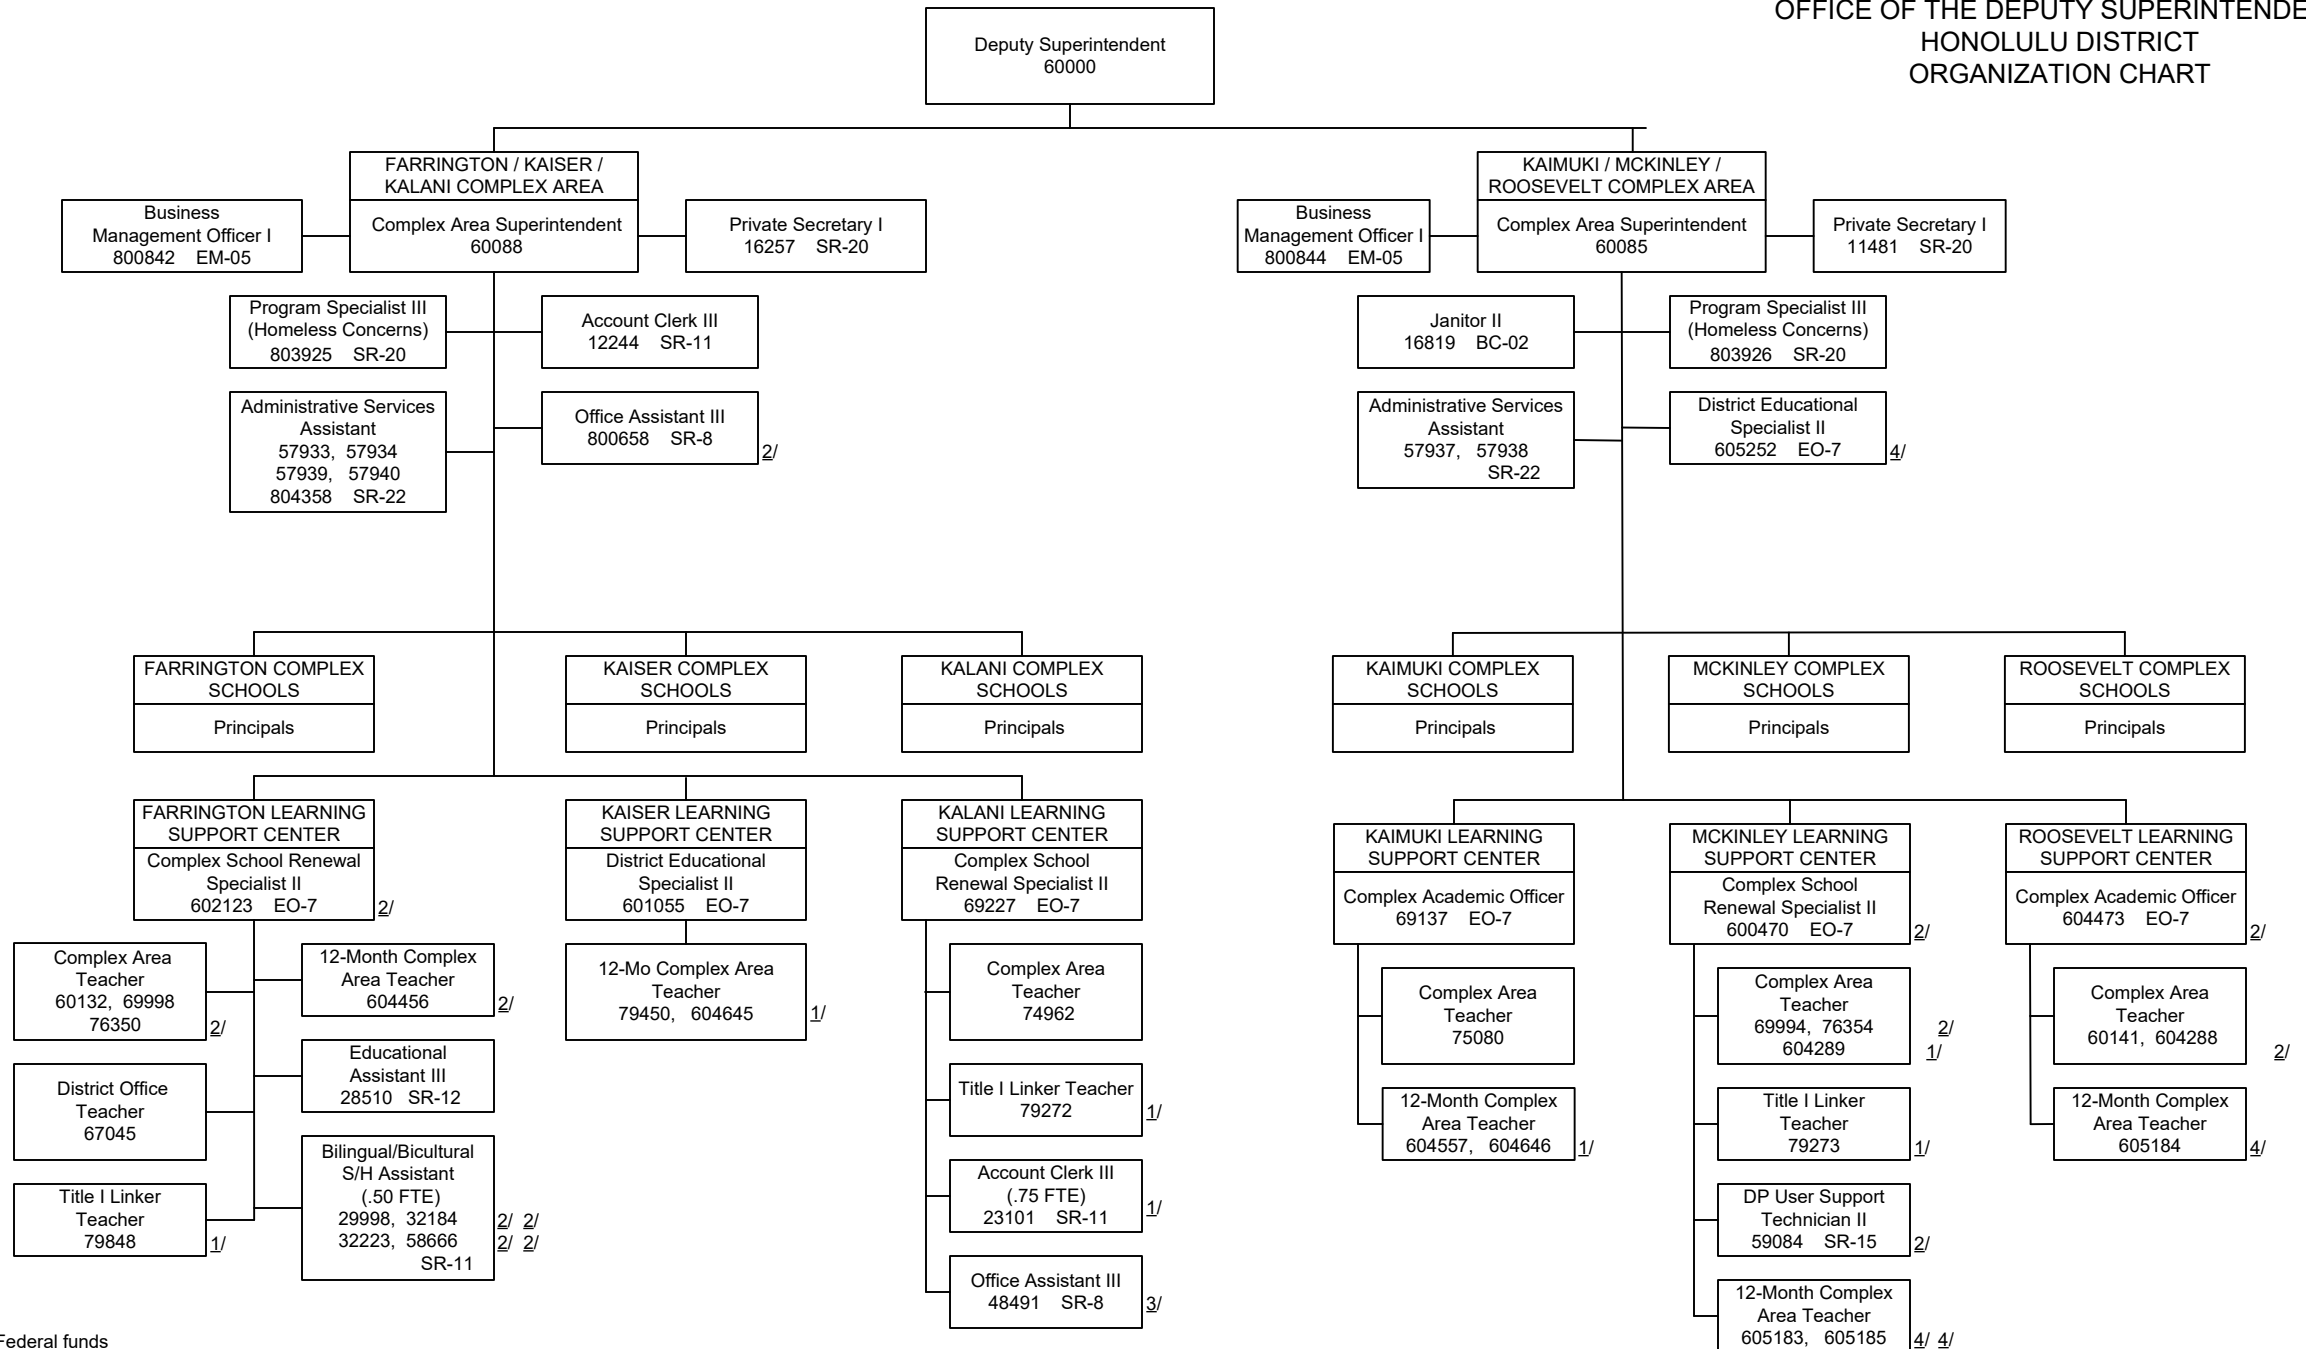 OFFICE OF THE DEPUTY SUPERINTENDE
HONOLULU DISTRICT
ORGANIZATION CHART
Deputy Superintendent
60000
FARRINGTON / KAISER /
KALANI COMPLEX AREA
Complex Area Superintendent
60088
Business
Management Officer I
800842 EM-05
Private Secretary I
16257 SR-20
Program Specialist III
(Homeless Concerns)
803925 SR-20
Account Clerk III
12244 SR-11
Administrative Services
Assistant
57933, 57934
57939, 57940
804358 SR-22
Office Assistant III
800658 SR-8
2/
KAIMUKI / MCKINLEY /
ROOSEVELT COMPLEX AREA
Complex Area Superintendent
60085
Business
Management Officer I
800844 EM-05
Private Secretary I
11481 SR-20
Janitor II
16819 BC-02
Program Specialist III
(Homeless Concerns)
803926 SR-20
Administrative Services
Assistant
57937, 57938
SR-22
District Educational
Specialist II
605252 EO-7
4/
FARRINGTON COMPLEX
SCHOOLS
Principals
KAISER COMPLEX
SCHOOLS
Principals
KALANI COMPLEX
SCHOOLS
Principals
KAIMUKI COMPLEX
SCHOOLS
Principals
MCKINLEY COMPLEX
SCHOOLS
Principals
ROOSEVELT COMPLEX
SCHOOLS
Principals
FARRINGTON LEARNING
SUPPORT CENTER
Complex School Renewal
Specialist II
602123 EO-7
2/
Complex Area
Teacher
60132, 69998
76350
2/
12-Month Complex
Area Teacher
604456
2/
District Office
Teacher
67045
Educational
Assistant III
28510 SR-12
Title I Linker
Teacher
79848
1/
Bilingual/Bicultural
S/H Assistant
(.50 FTE)
29998, 32184 2/ 2/
32223, 58666 2/ 2/
SR-11
KAISER LEARNING
SUPPORT CENTER
District Educational
Specialist II
601055 EO-7
12-Mo Complex Area
Teacher
79450, 604645
1/
KALANI LEARNING
SUPPORT CENTER
Complex School
Renewal Specialist II
69227 EO-7
Complex Area
Teacher
74962
Title I Linker Teacher
79272
1/
Account Clerk III
(.75 FTE)
23101 SR-11
1/
Office Assistant III
48491 SR-8
3/
KAIMUKI LEARNING
SUPPORT CENTER
Complex Academic Officer
69137 EO-7
Complex Area
Teacher
75080
12-Month Complex
Area Teacher
604557, 604646
1/
MCKINLEY LEARNING
SUPPORT CENTER
Complex School
Renewal Specialist II
600470 EO-7
2/
Complex Area
Teacher
69994, 76354 2/
604289 1/
Title I Linker
Teacher
79273
1/
DP User Support
Technician II
59084 SR-15
2/
12-Month Complex
Area Teacher
605183, 605185
4/ 4/
ROOSEVELT LEARNING
SUPPORT CENTER
Complex Academic Officer
604473 EO-7
2/
Complex Area
Teacher
60141, 604288
2/
12-Month Complex
Area Teacher
605184
4/
Federal funds